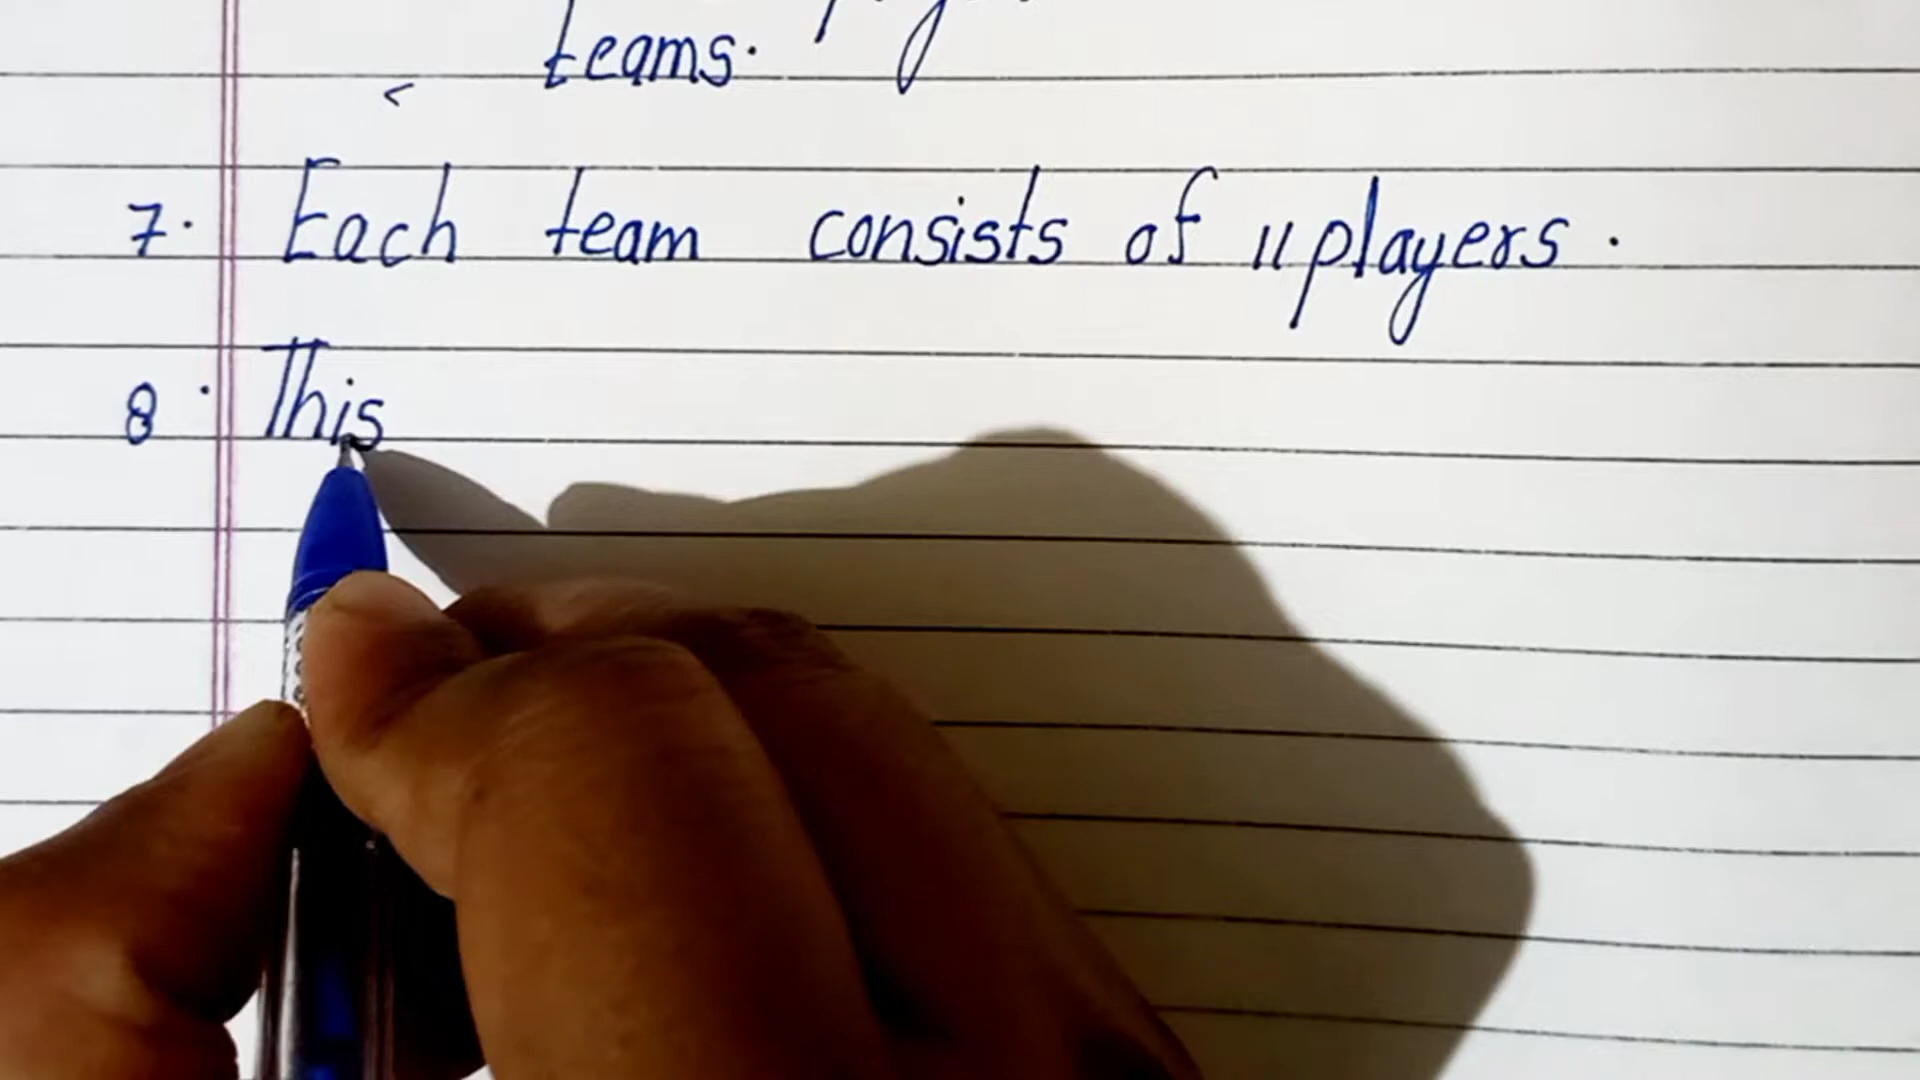 teams.
7. Each team consists of 11 players.
8. This